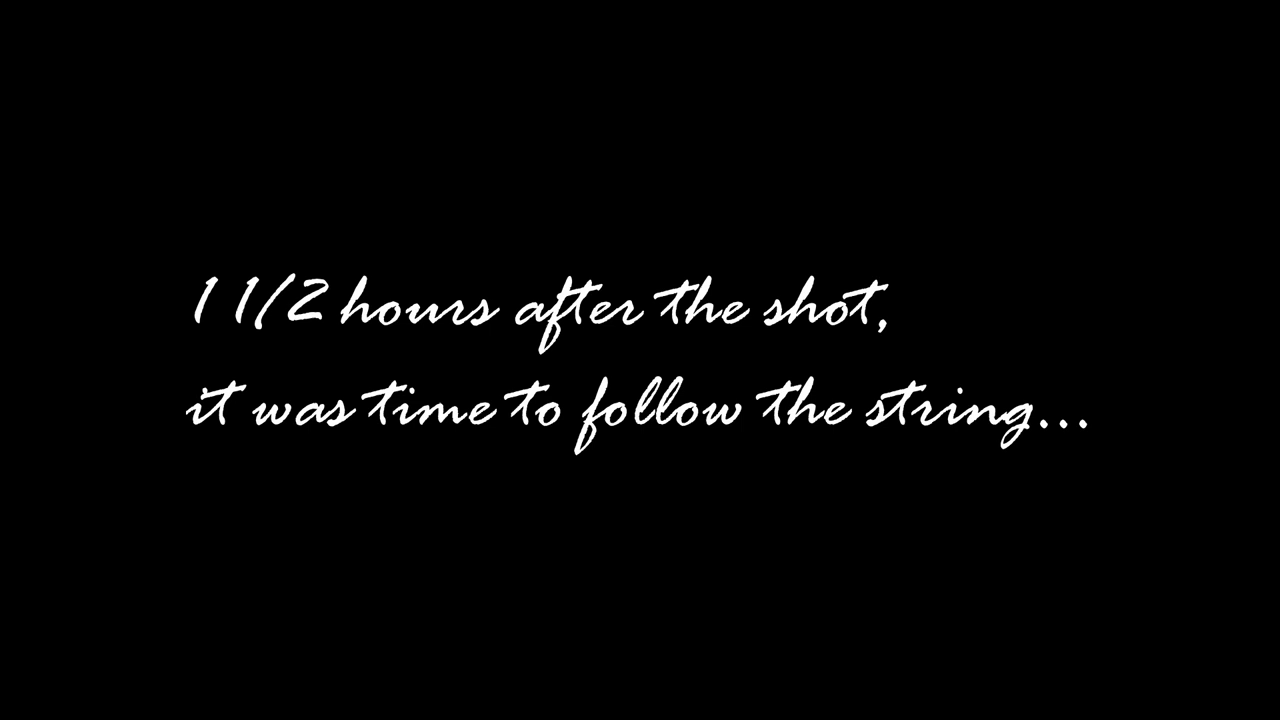 1 1/2 hours after the shot,
it was time to follow the string...